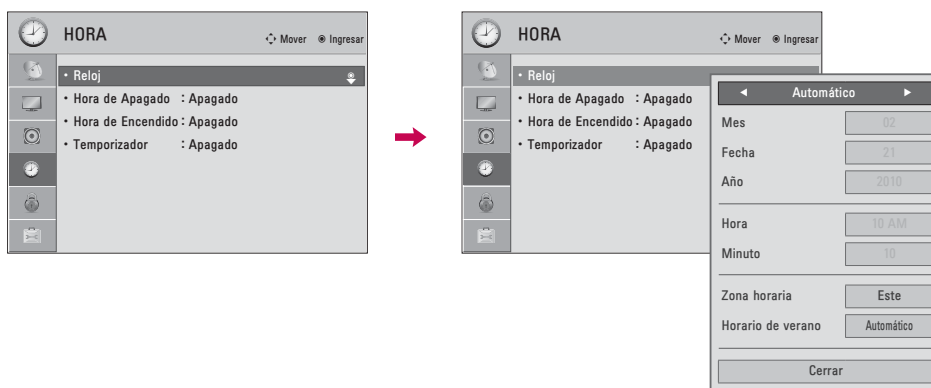 HORA
Mover Ingresar
• Reloj
• Hora de Apagado : Apagado
• Hora de Encendido : Apagado
• Temporizador : Apagado
HORA
Mover Ingresar
• Reloj
• Hora de Apagado : Apagado
• Hora de Encendido : Apagado
• Temporizador : Apagado
◄ Automático ►
Mes 02
Fecha 21
Año 2010
Hora 10 AM
Minuto 10
Zona horaria Este
Horario de verano Automático
Cerrar